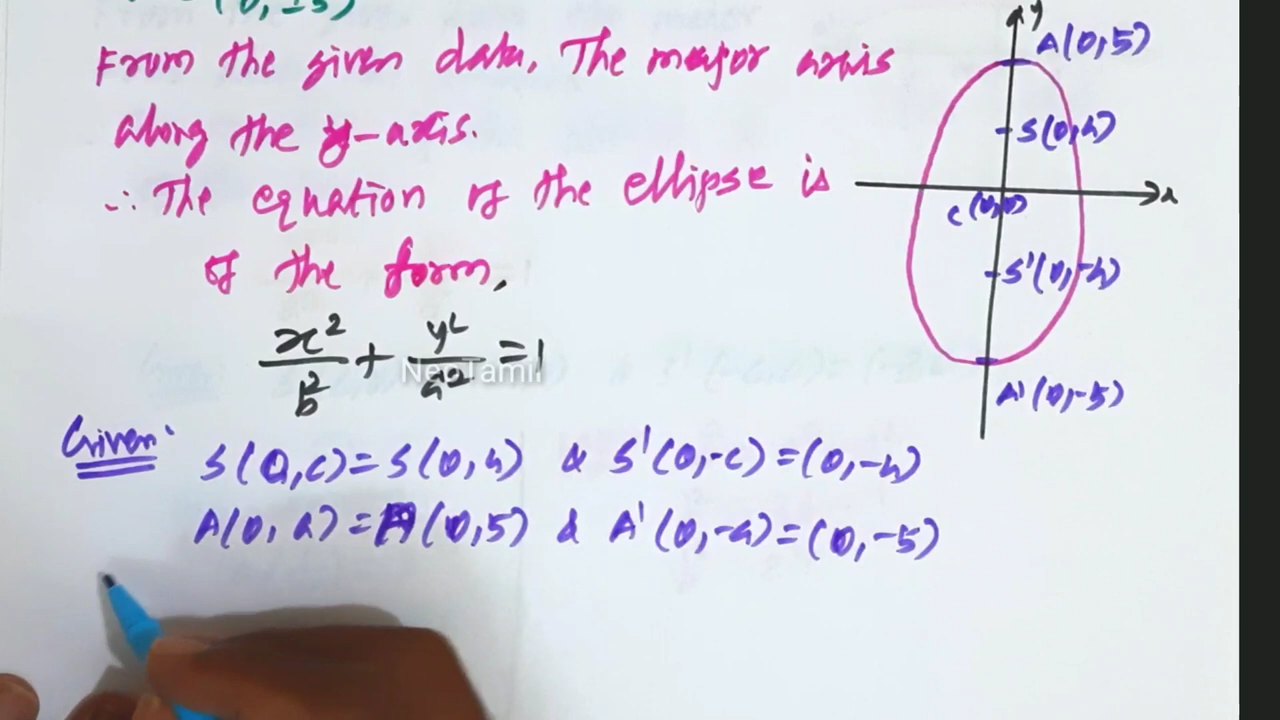 (0, ±5)
From the given data, The major axis
along the y-axis.
∴ The equation of the ellipse is
of the form,
x²/b² + y²/a² = 1
NeoTamil
Given:
S(0,c)=S(0,4) & S'(0,-c)=(0,-4)
A(0,a)=A(0,5) & A'(0,-a)=(0,-5)
y
A(0,5)
S(0,4)
x
C(0,0)
S'(0,-4)
A'(0,-5)